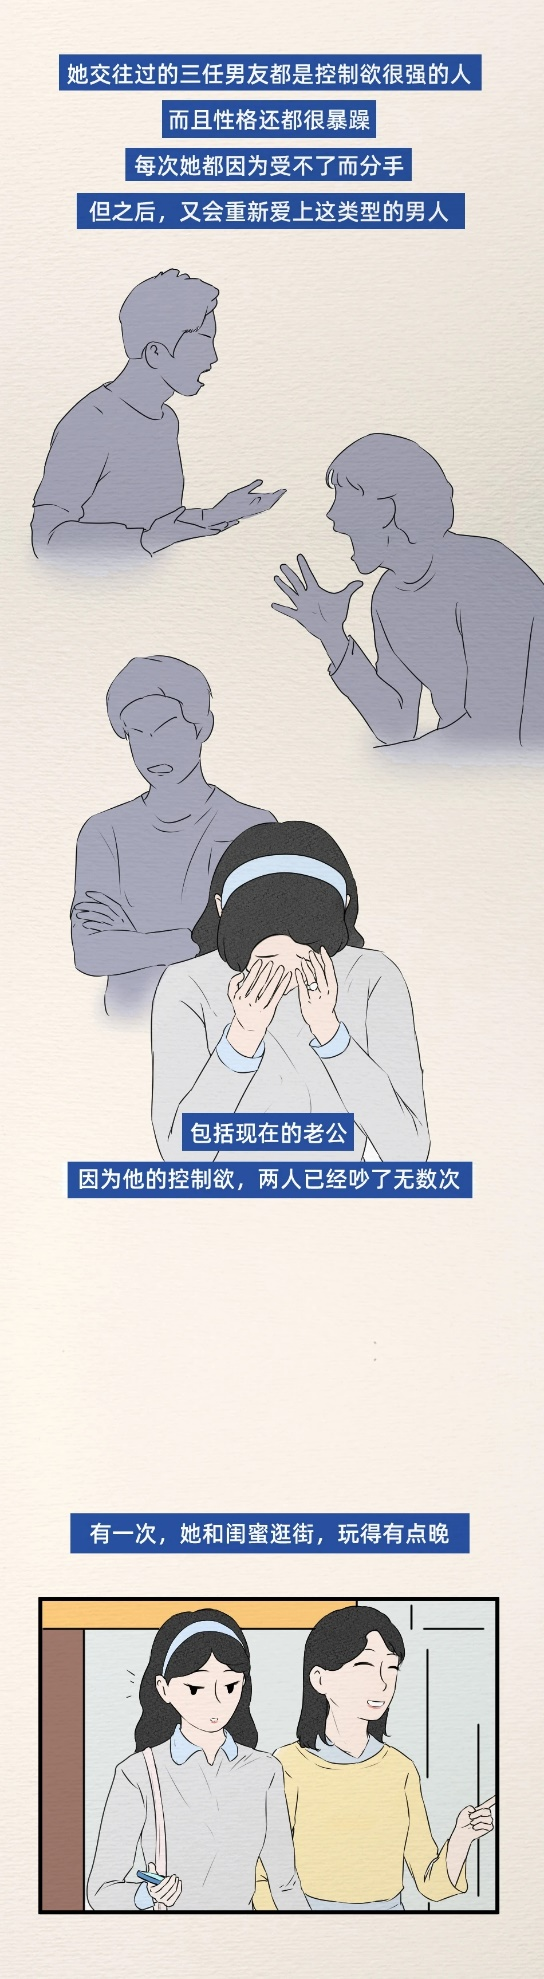 她交往过的三任男友都是控制欲很强的人
而且性格还都很暴躁
每次她都因为受不了而分手
但之后，又会重新爱上这类型的男人
包括现在的老公
因为他的控制欲，两人已经吵了无数次
有一次，她和闺蜜逛街，玩得有点晚